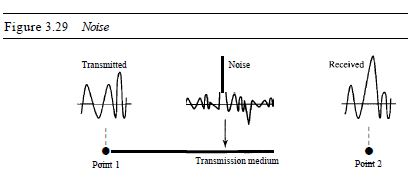 Figure 3.29 Noise
Transmitted
Noise
Received
Point 1
Transmission medium
Point 2